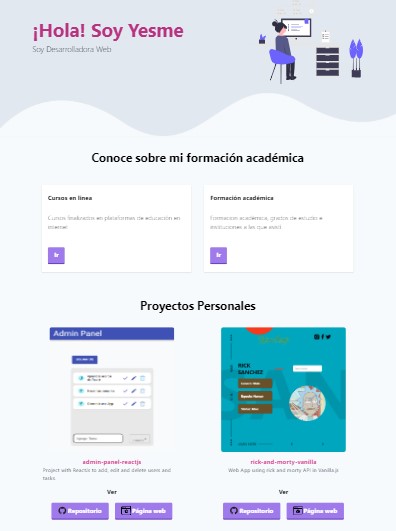 ¡Hola! Soy Yesme
Soy Desarrolladora Web
Conoce sobre mi formación académica
Cursos en línea
Cursos finalizados en plataformas de educación en
internet
Ir
Formación académica
Formación académica, grados de estudio e
instituciones a las que asistí.
Ir
Proyectos Personales
Admin Panel
admin-panel-reactjs
Project with Reactjs to add, edit and delete users and
tasks.
Ver
Repositorio
Página web
RICK
SANCHEZ
rick-and-morty-vanilla
Web App using rick and morty API in Vanilla.js
Ver
Repositorio
Página web